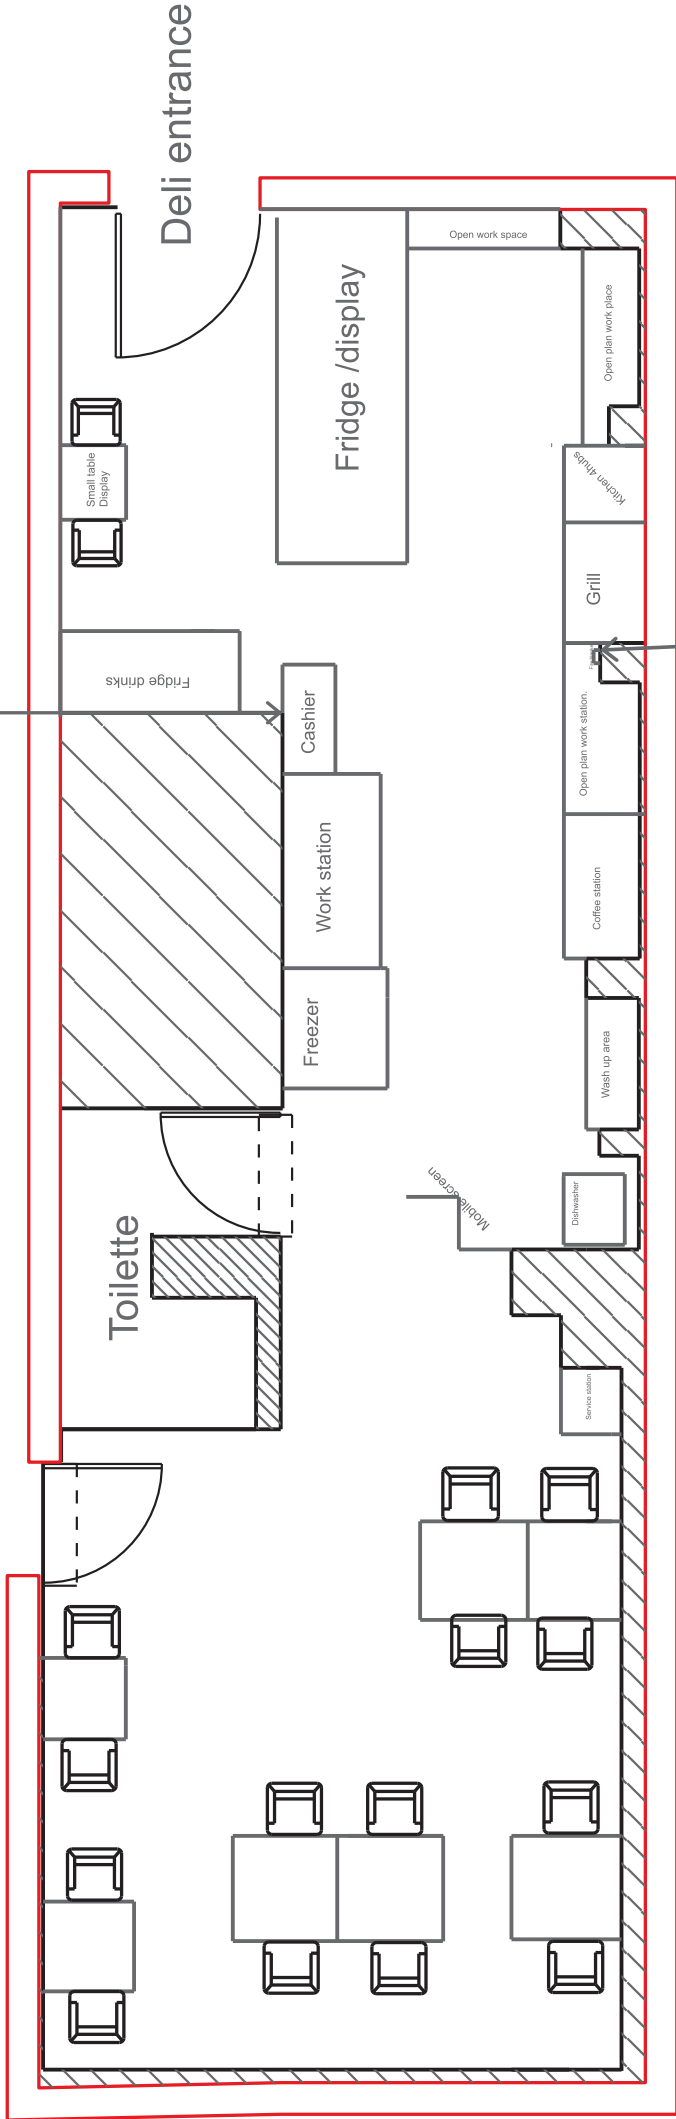 Deli entrance
Open work space
Fridge /display
Open plan work place
Small table
Display
Kitchen 4hubs
Grill
Fridge drinks
Cashier
Open plan work station.
Work station
Coffee station
Freezer
Wash up area
Mobile screen
Dishwasher
Toilette
Service station